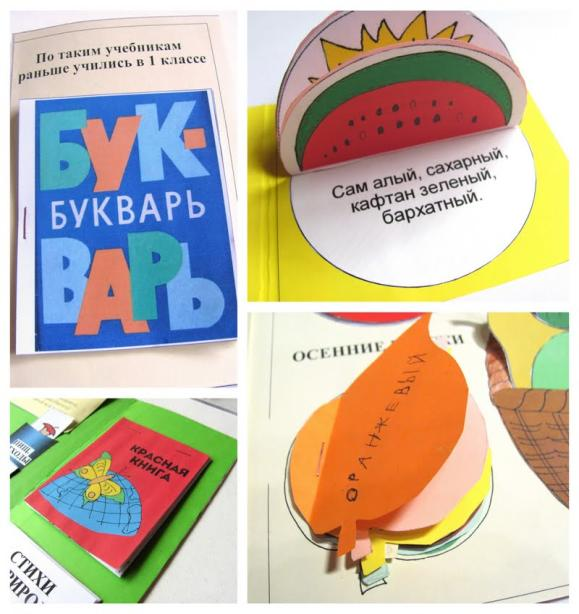 По таким учебникам
раньше учились в 1 классе
БУК-
БУКВАРЬ
ВАРЬ
Сам алый, сахарный,
кафтан зеленый,
бархатный.
КРАСНАЯ
КНИГА
СТИХИ
ОСЕННИЕ
ОРАНЖЕВЫЙ